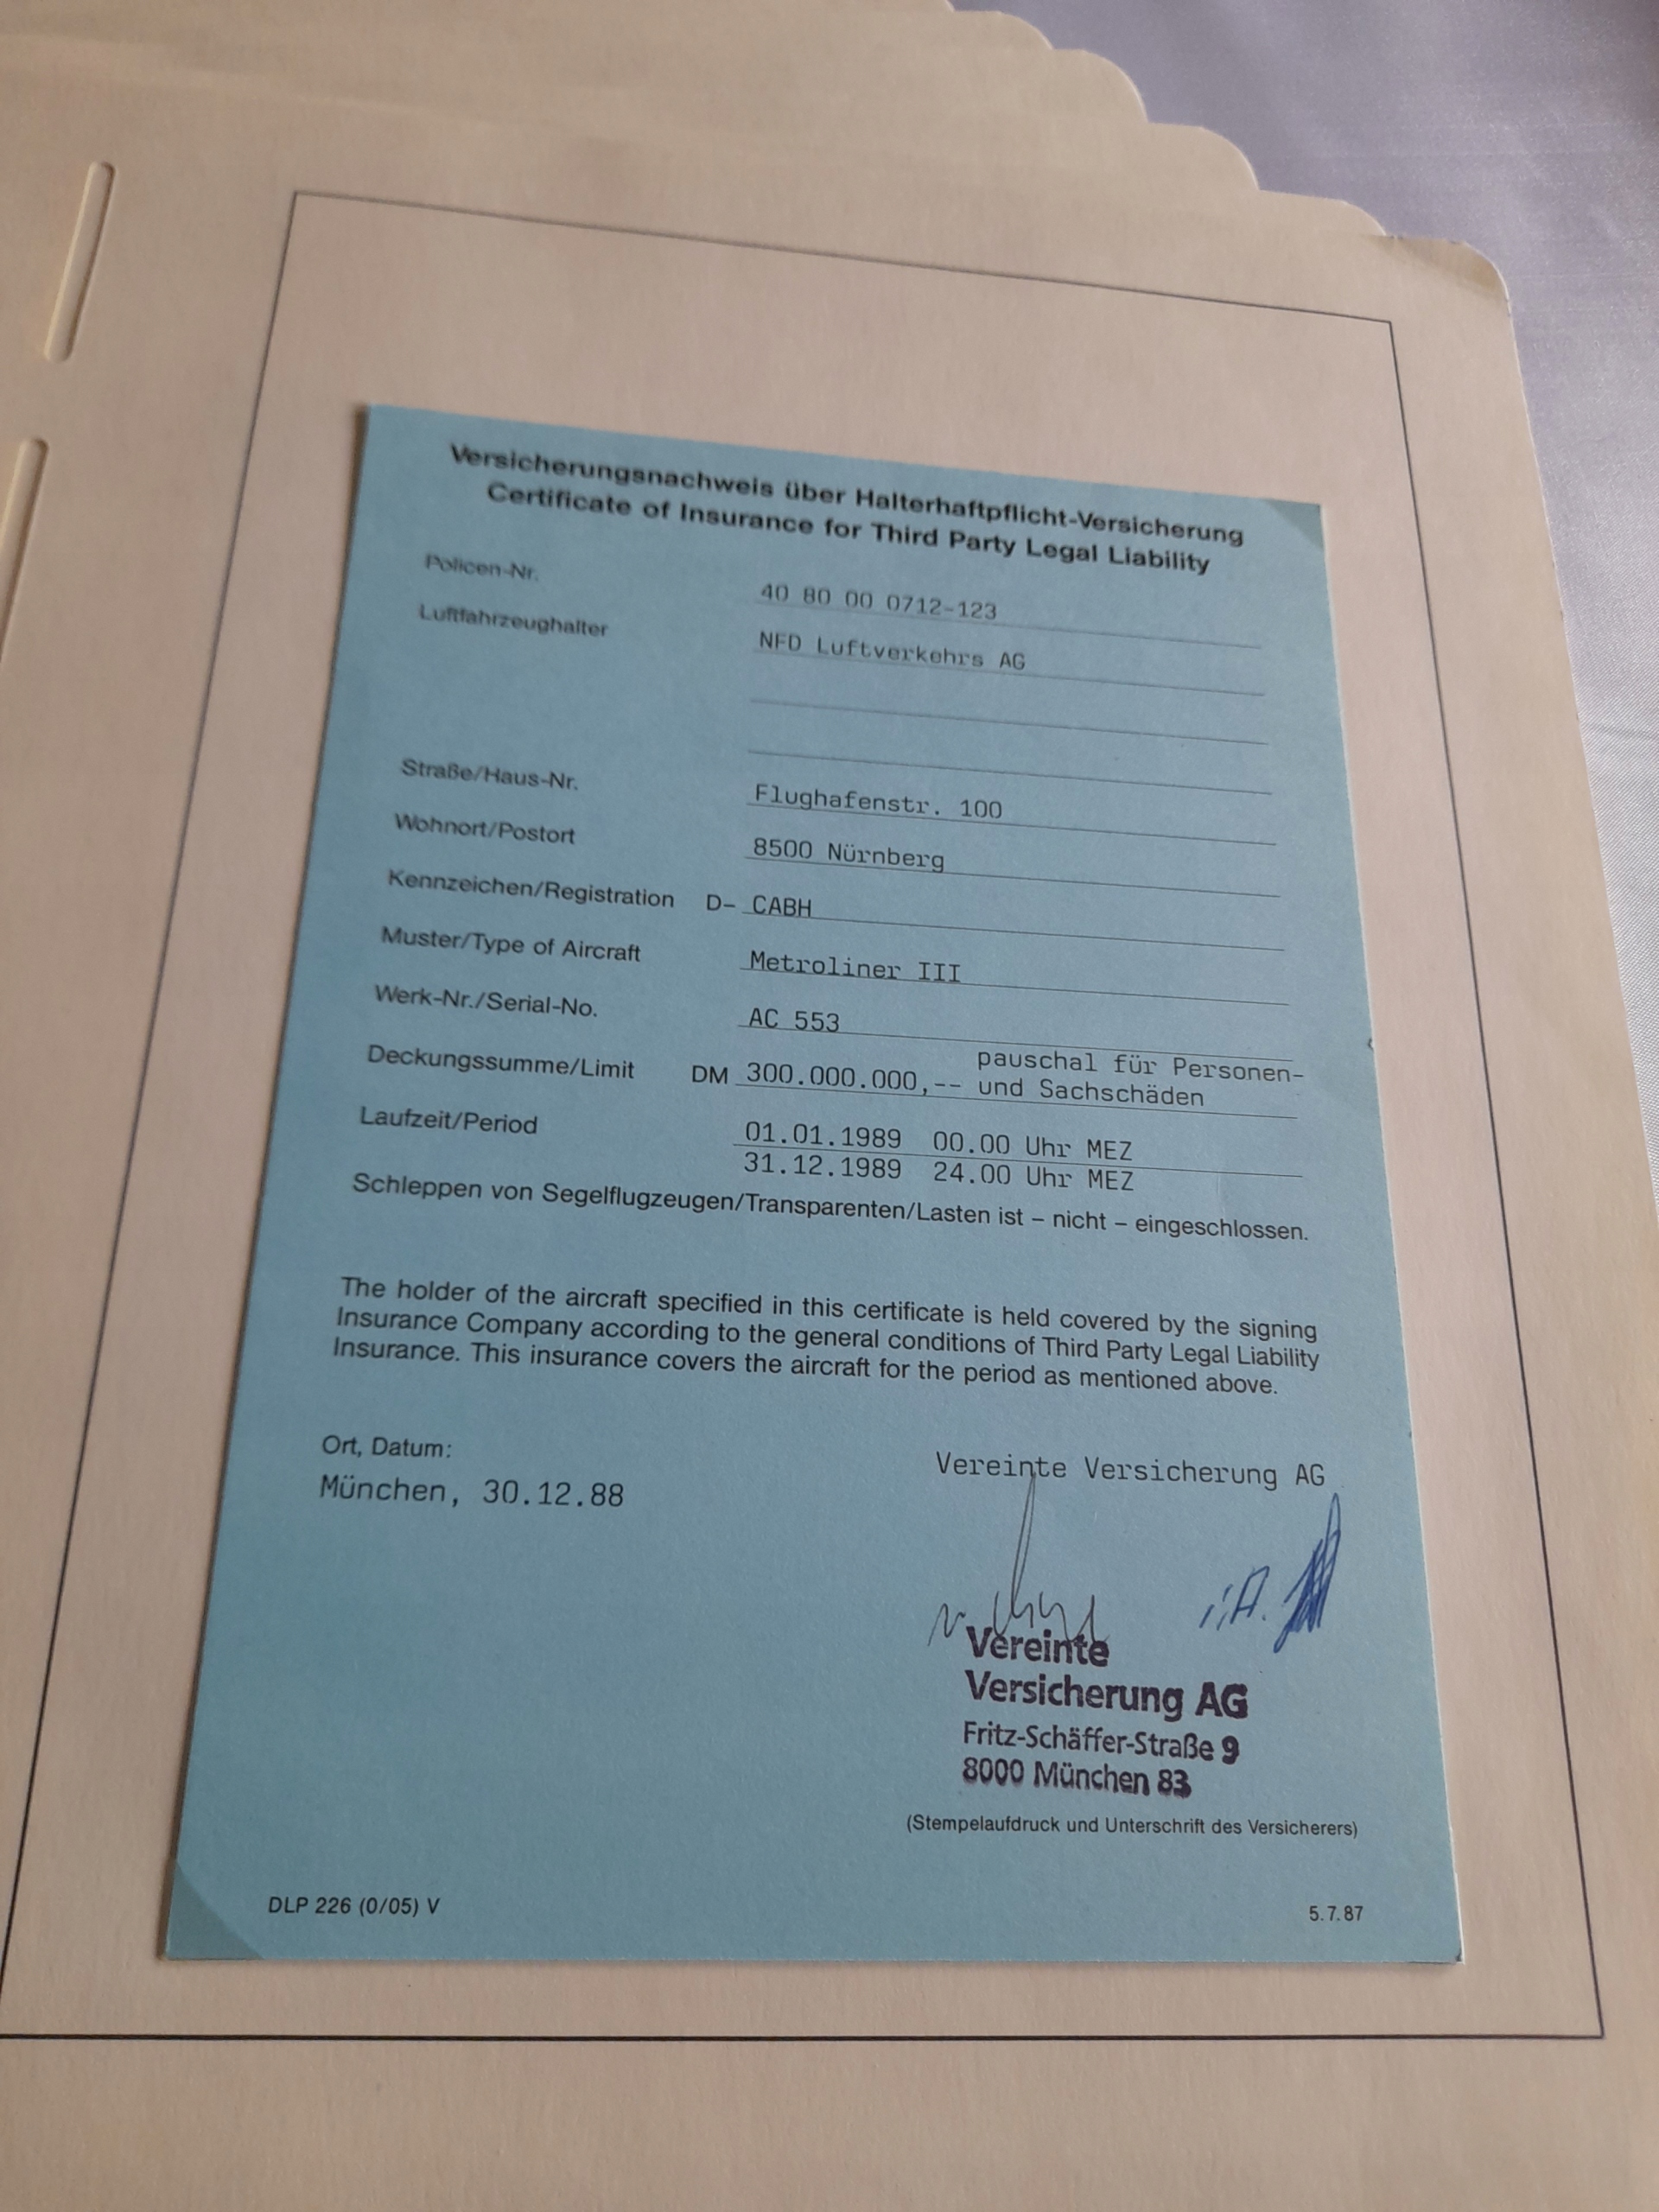 Versicherungsnachweis über Halterhaftpflicht-Versicherung
Certificate of Insurance for Third Party Legal Liability
Policen-Nr. 40 80 00 0712-123
Luftfahrzeughalter NFD Luftverkehrs AG
Straße/Haus-Nr. Flughafenstr. 100
Wohnort/Postort 8500 Nürnberg
Kennzeichen/Registration D- CABH
Muster/Type of Aircraft Metroliner III
Werk-Nr./Serial-No. AC 553
pauschal für Personen-
Deckungssumme/Limit DM 300.000.000,-- und Sachschäden
Laufzeit/Period 01.01.1989 00.00 Uhr MEZ
31.12.1989 24.00 Uhr MEZ
Schleppen von Segelflugzeugen/Transparenten/Lasten ist – nicht – eingeschlossen.
The holder of the aircraft specified in this certificate is held covered by the signing
Insurance Company according to the general conditions of Third Party Legal Liability
Insurance. This insurance covers the aircraft for the period as mentioned above.
Ort, Datum:
München, 30.12.88
Vereinte Versicherung AG
i.A.
Vereinte
Versicherung AG
Fritz-Schäffer-Straße 9
8000 München 83
(Stempelaufdruck und Unterschrift des Versicherers)
DLP 226 (0/05) V
5.7.87